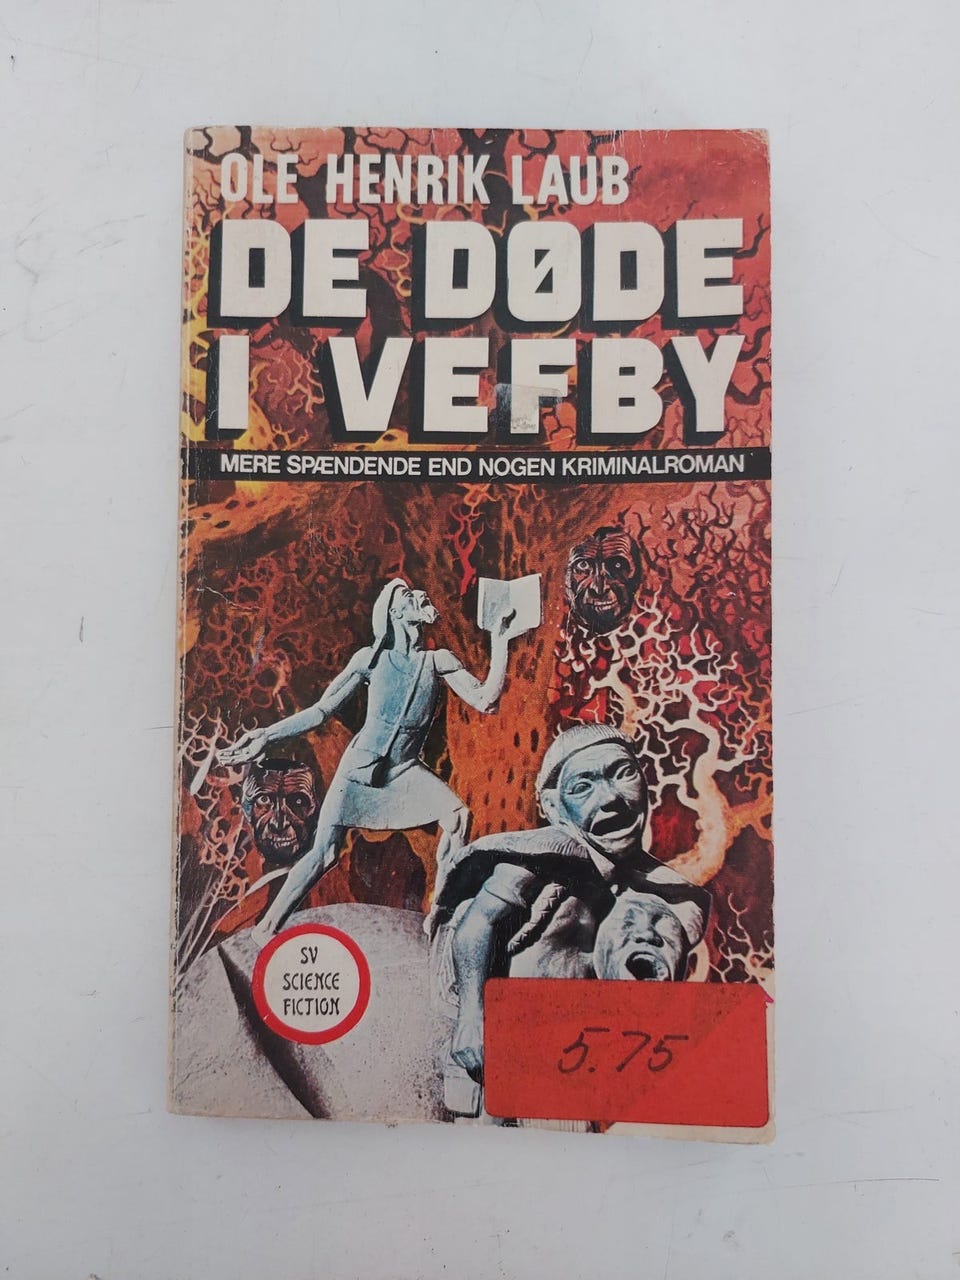 OLE HENRIK LAUB
DE DØDE
I VEFBY
MERE SPÆNDENDE END NOGEN KRIMINALROMAN
SV
SCIENCE
FICTION
5.75